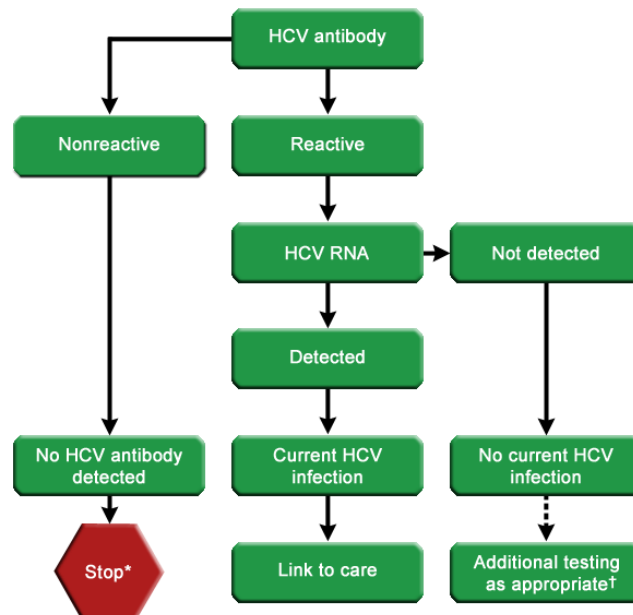 HCV antibody
Nonreactive
Reactive
HCV RNA
Not detected
Detected
No HCV antibody
detected
Current HCV
infection
No current HCV
infection
Stop*
Link to care
Additional testing
as appropriate†